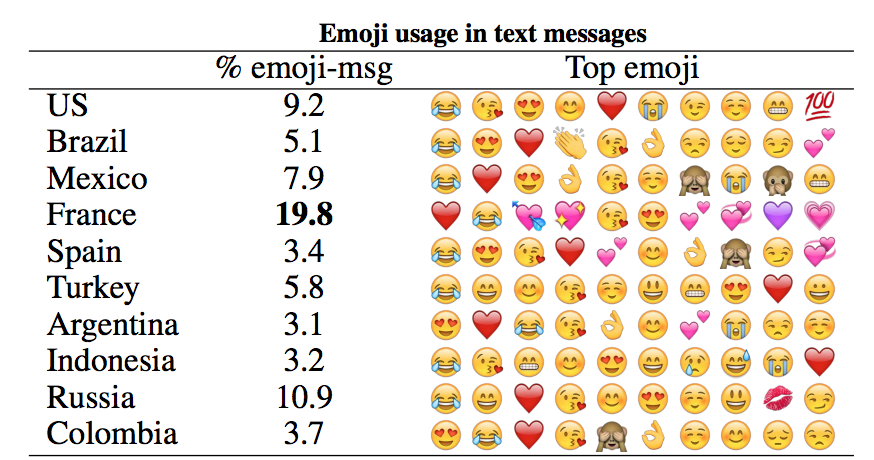 Emoji usage in text messages
% emoji-msg Top emoji
US 9.2 😂 😘 😍 😊 ❤️ 😭 😉 ☺️ 😁 💯
Brazil 5.1 😂 😍 ❤️ 👏 😘 👌 😒 😌 😏 💕
Mexico 7.9 😂 ❤️ 😍 👌 😘 ☺️ 🙈 😭 🙊 😁
France 19.8 ❤️ 😂 💘 💖 😘 😍 💕 💞 💜 💗
Spain 3.4 😂 😍 😘 ❤️ 💕 😊 👌 🙈 😏 💞
Turkey 5.8 😂 😄 😊 😘 ☺️ 😃 😁 😍 ❤️ 😀
Argentina 3.1 😍 ❤️ 😂 😘 👌 😊 💕 😭 😏 ☺️
Indonesia 3.2 😂 😘 😁 😊 😍 😄 😢 😅 😭 ❤️
Russia 10.9 😂 😄 ❤️ 😘 😊 😍 ☺️ 😃 💋 😏
Colombia 3.7 😍 😂 ❤️ 😘 🙈 👌 ☺️ 😊 😔 😒